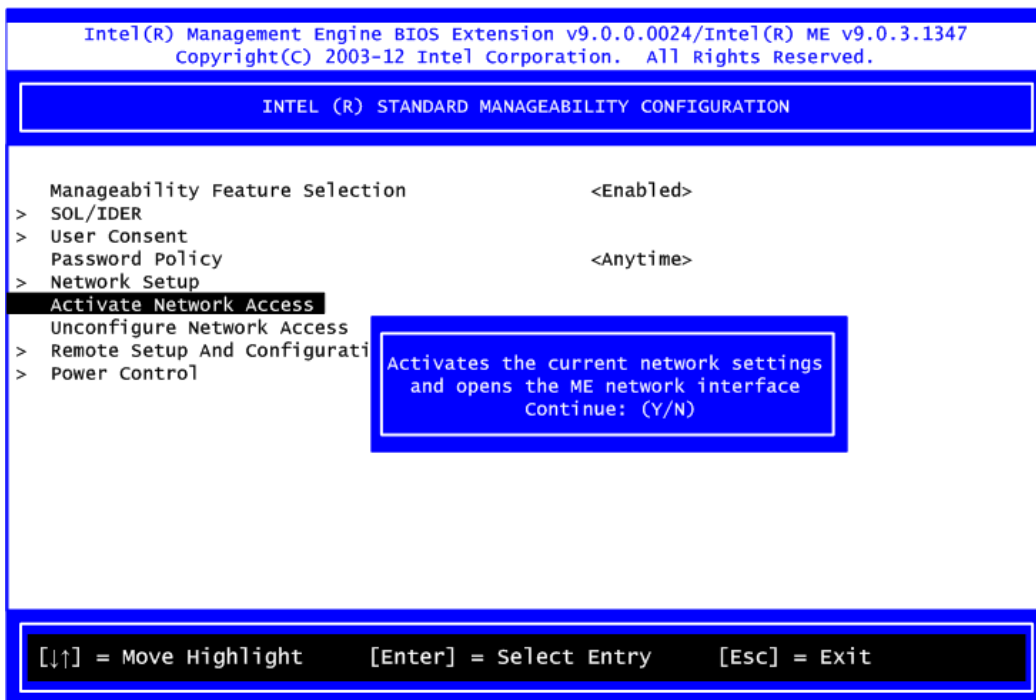 Intel(R) Management Engine BIOS Extension v9.0.0.0024/Intel(R) ME v9.0.3.1347
Copyright(C) 2003-12 Intel Corporation. All Rights Reserved.
INTEL (R) STANDARD MANAGEABILITY CONFIGURATION
Manageability Feature Selection <Enabled>
> SOL/IDER
> User Consent
Password Policy <Anytime>
> Network Setup
Activate Network Access
Unconfigure Network Access
> Remote Setup And Configurati
> Power Control
Activates the current network settings
and opens the ME network interface
Continue: (Y/N)
[↓↑] = Move Highlight [Enter] = Select Entry [Esc] = Exit